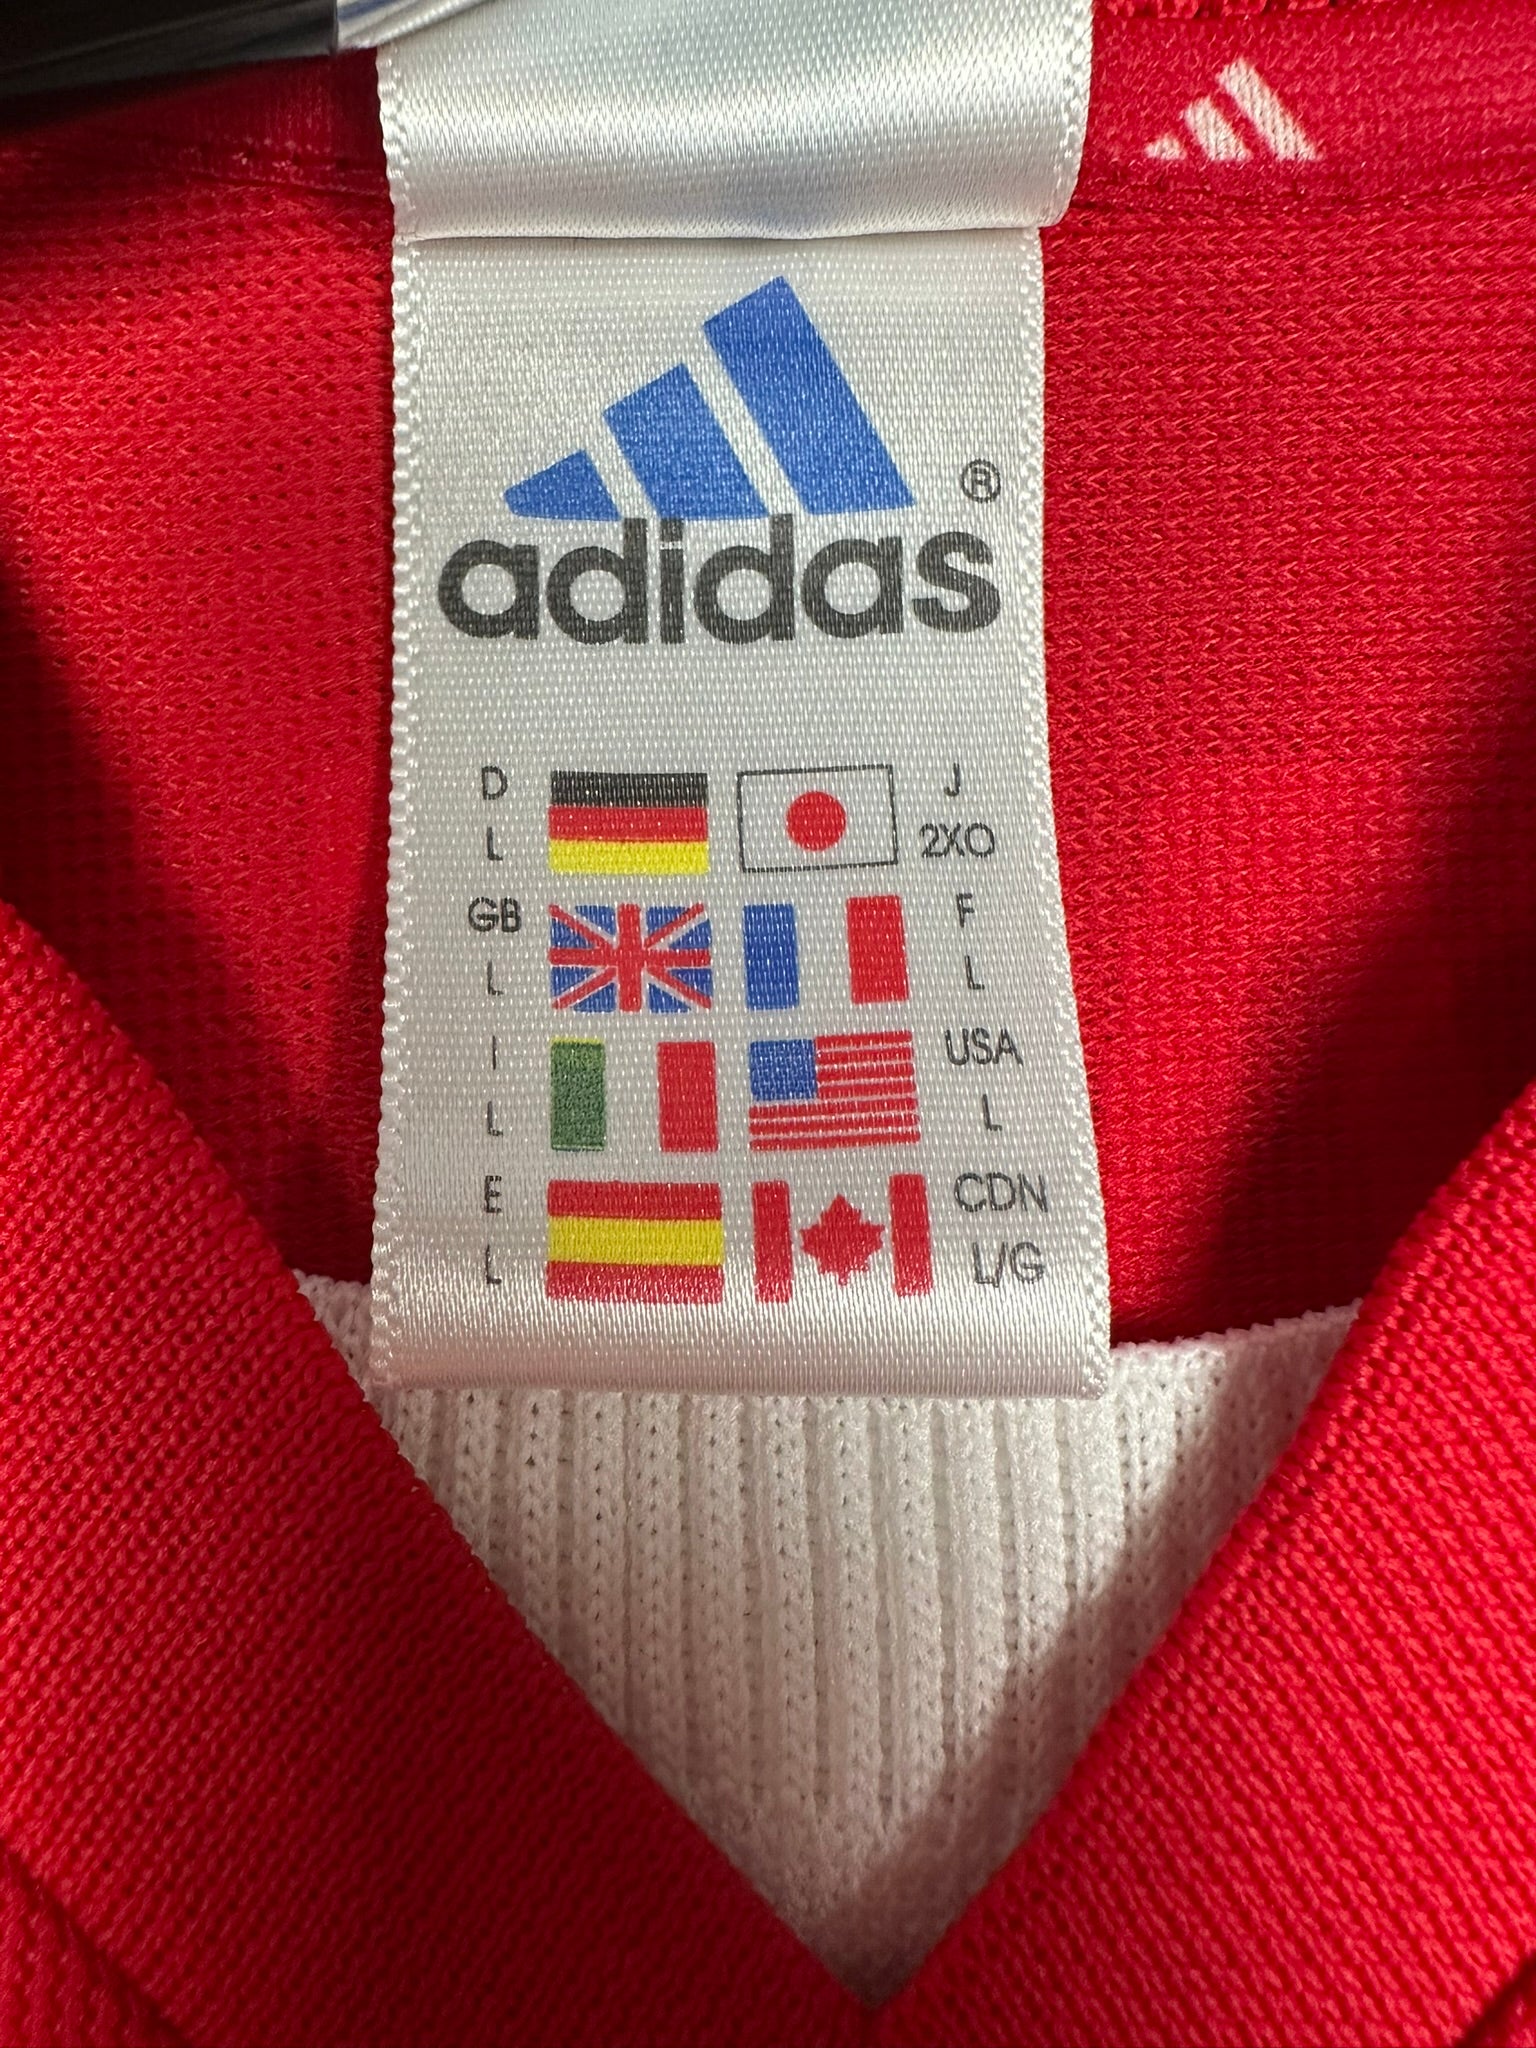 ®
adidas
D J
L 2XO
GB F
L L
I USA
L L
E CDN
L L/G